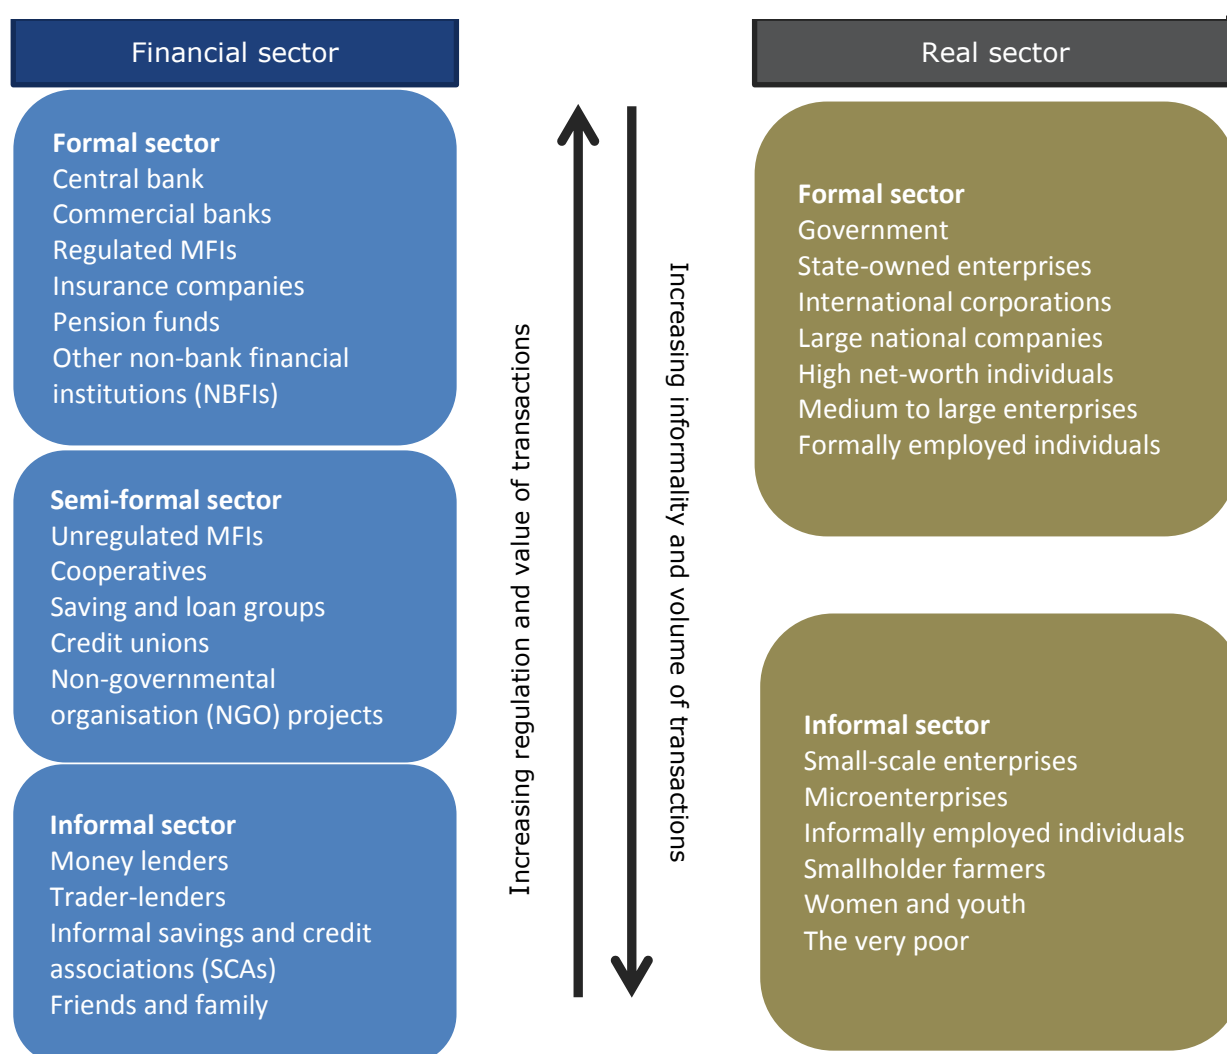 Financial sector
Formal sector
Central bank
Commercial banks
Regulated MFIs
Insurance companies
Pension funds
Other non-bank financial
institutions (NBFIs)
Semi-formal sector
Unregulated MFIs
Cooperatives
Saving and loan groups
Credit unions
Non-governmental
organisation (NGO) projects
Informal sector
Money lenders
Trader-lenders
Informal savings and credit
associations (SCAs)
Friends and family
Increasing regulation and value of transactions
Increasing informality and volume of transactions
Real sector
Formal sector
Government
State-owned enterprises
International corporations
Large national companies
High net-worth individuals
Medium to large enterprises
Formally employed individuals
Informal sector
Small-scale enterprises
Microenterprises
Informally employed individuals
Smallholder farmers
Women and youth
The very poor